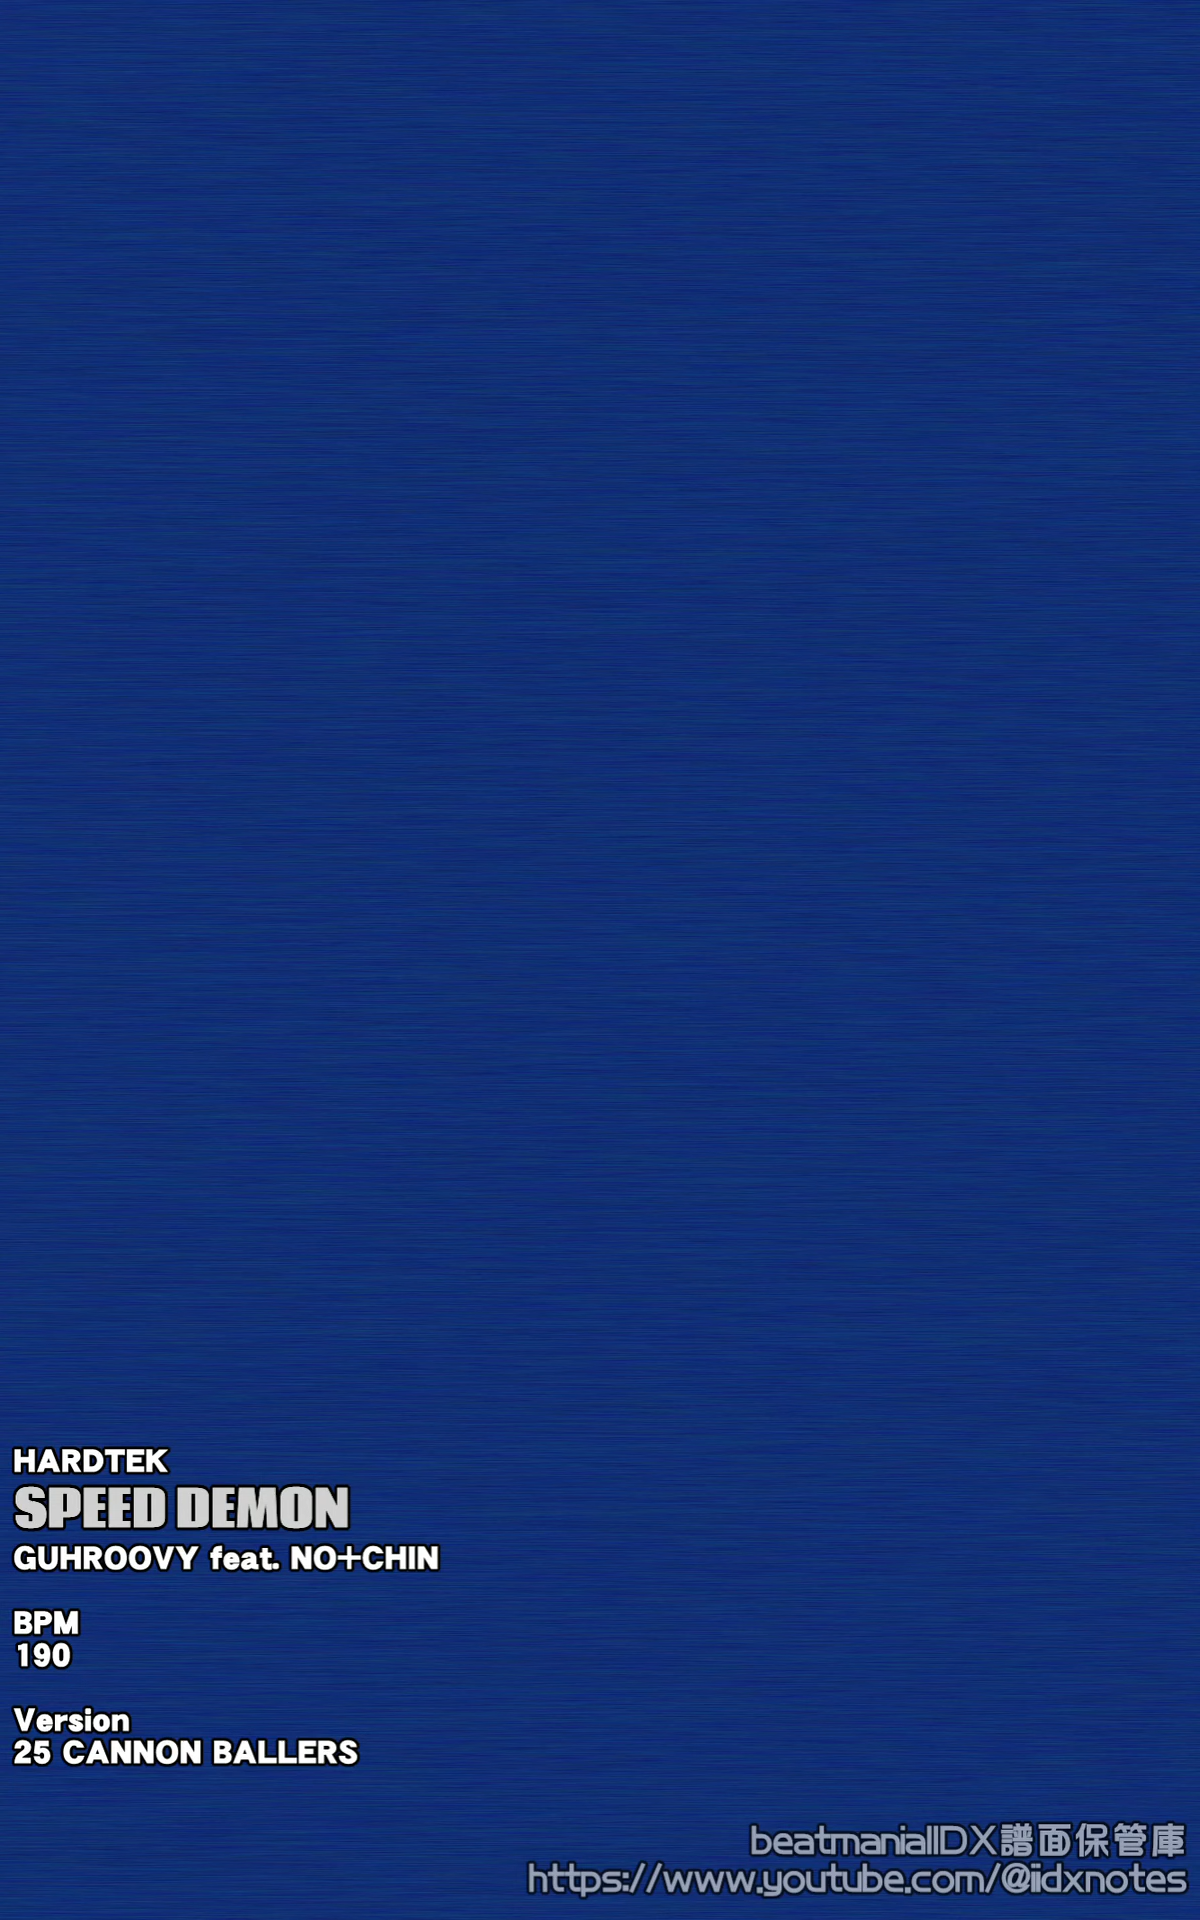 HARDTEK
SPEED DEMON
GUHROOVY feat. NO+CHIN
BPM
190
Version
25 CANNON BALLERS
beatmaniaIIDX譜面保管庫
https://www.youtube.com/@iidxnotes